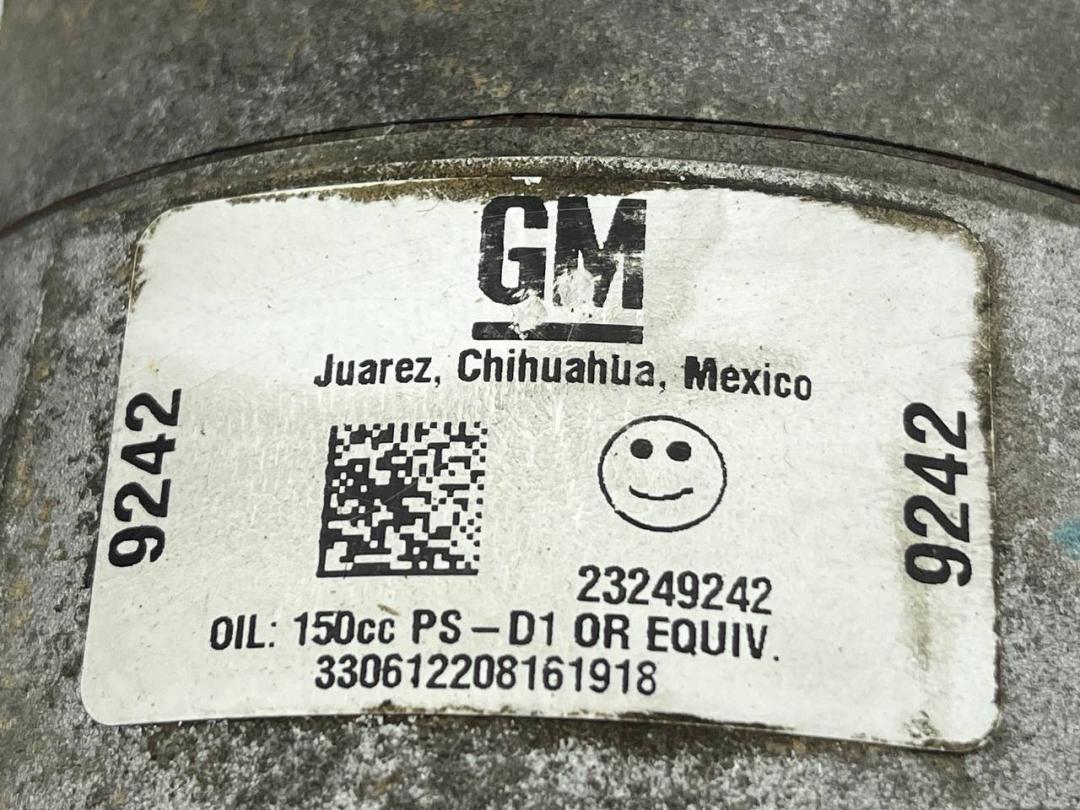 GM
Juarez, Chihuahua, Mexico
9242
9242
23249242
OIL: 150cc PS-D1 OR EQUIV.
330612208161918